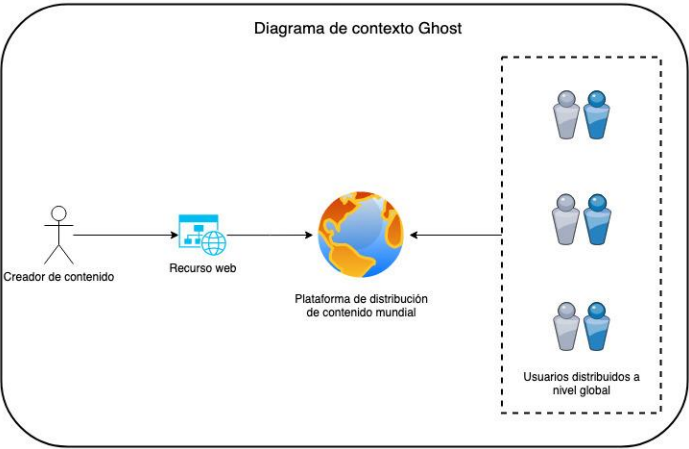 Diagrama de contexto Ghost
Creador de contenido
Recurso web
Plataforma de distribución
de contenido mundial
Usuarios distribuidos a
nivel global